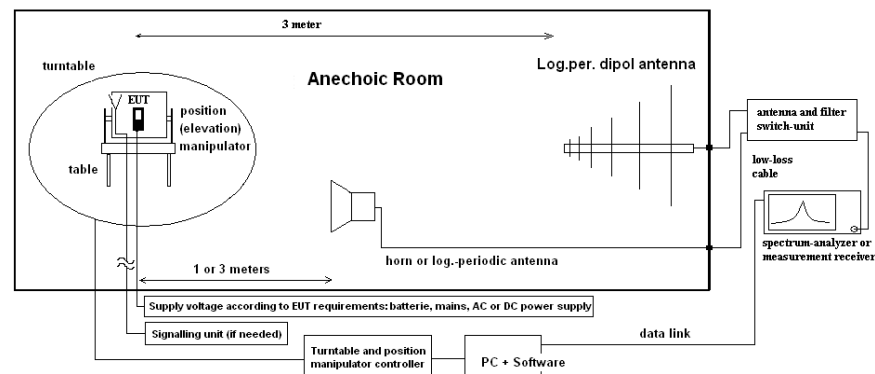 3 meter
turntable
Anechoic Room
Log.per. dipol antenna
EUT
position
(elevation)
manipulator
table
antenna and filter
switch-unit
low-loss
cable
spectrum-analyzer or
measurement receiver
horn or log.-periodic antenna
1 or 3 meters
Supply voltage according to EUT requirements: batterie, mains, AC or DC power supply
Signalling unit (if needed)
data link
Turntable and position
manipulator controller
PC + Software